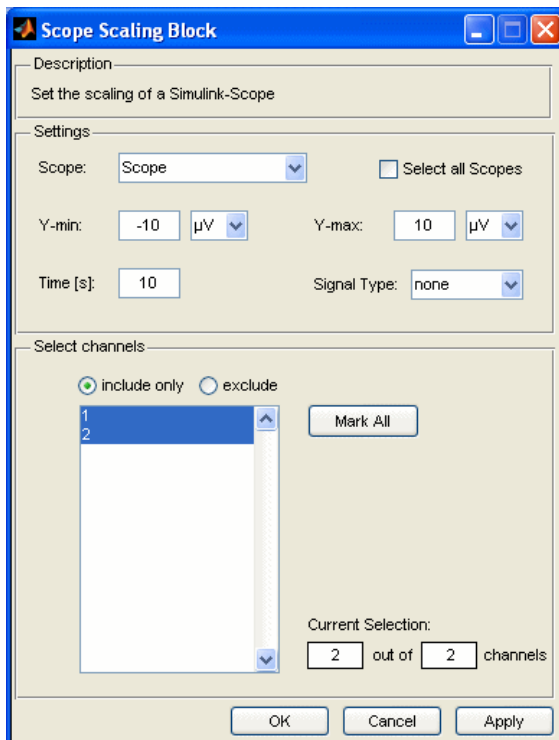 Scope Scaling Block
Description
Set the scaling of a Simulink-Scope
Settings
Scope: Scope Select all Scopes
Y-min: -10 µV Y-max: 10 µV
Time [s]: 10 Signal Type: none
Select channels
include only exclude
1 Mark All
2
Current Selection:
2 out of 2 channels
OK Cancel Apply